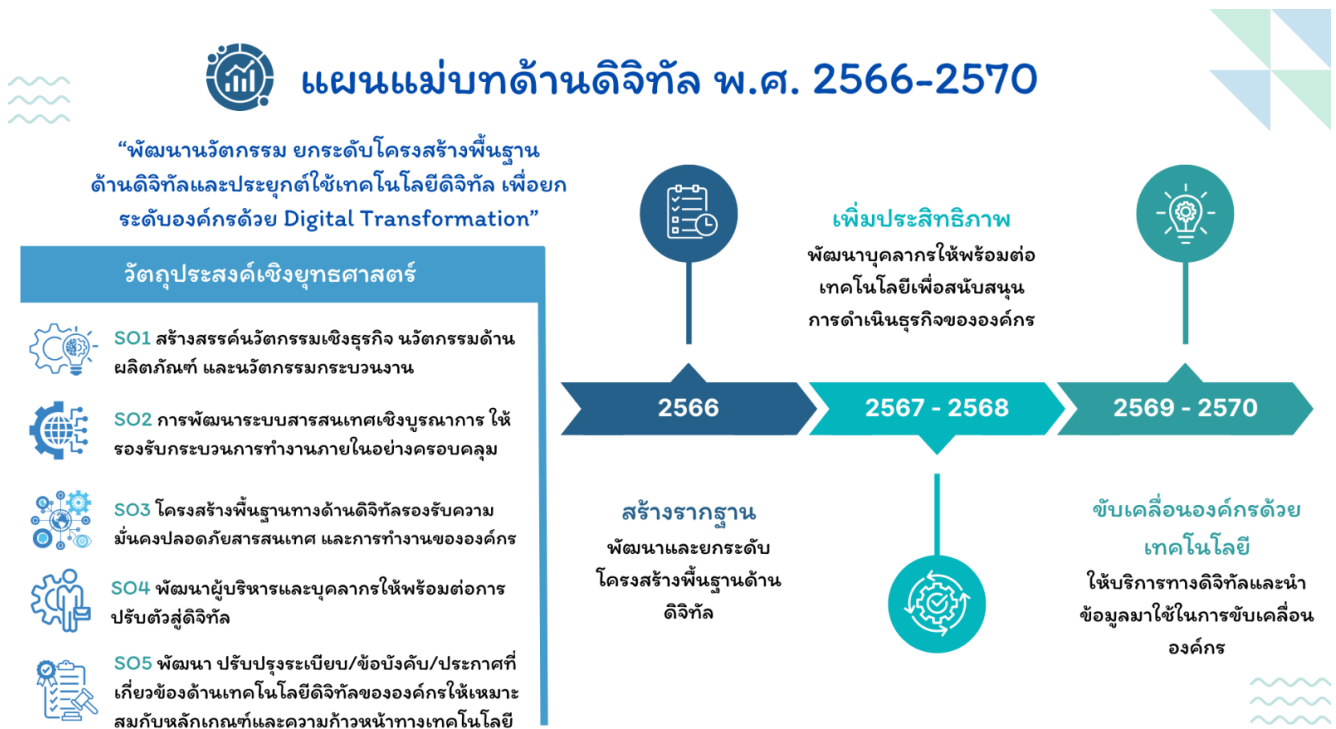 แผนแม่บทด้านดิจิทัล พ.ศ. 2566-2570
“พัฒนานวัตกรรม ยกระดับโครงสร้างพื้นฐาน
ด้านดิจิทัลและประยุกต์ใช้เทคโนโลยีดิจิทัล เพื่อยก
ระดับองค์กรด้วย Digital Transformation”
วัตถุประสงค์เชิงยุทธศาสตร์
SO1 สร้างสรรค์นวัตกรรมเชิงธุรกิจ นวัตกรรมด้าน
ผลิตภัณฑ์ และนวัตกรรมกระบวนงาน
SO2 การพัฒนาระบบสารสนเทศเชิงบูรณาการ ให้
รองรับกระบวนการทำงานภายในอย่างครอบคลุม
SO3 โครงสร้างพื้นฐานทางด้านดิจิทัลรองรับความ
มั่นคงปลอดภัยสารสนเทศ และการทำงานขององค์กร
SO4 พัฒนาผู้บริหารและบุคลากรให้พร้อมต่อการ
ปรับตัวสู่ดิจิทัล
SO5 พัฒนา ปรับปรุงระเบียบ/ข้อบังคับ/ประกาศที่
เกี่ยวข้องด้านเทคโนโลยีดิจิทัลขององค์กรให้เหมาะ
สมกับหลักเกณฑ์และความก้าวหน้าทางเทคโนโลยี
2566
สร้างรากฐาน
พัฒนาและยกระดับ
โครงสร้างพื้นฐานด้าน
ดิจิทัล
เพิ่มประสิทธิภาพ
พัฒนาบุคลากรให้พร้อมต่อ
เทคโนโลยีเพื่อสนับสนุน
การดำเนินธุรกิจขององค์กร
2567 - 2568
2569 - 2570
ขับเคลื่อนองค์กรด้วย
เทคโนโลยี
ให้บริการทางดิจิทัลและนำ
ข้อมูลมาใช้ในการขับเคลื่อน
องค์กร